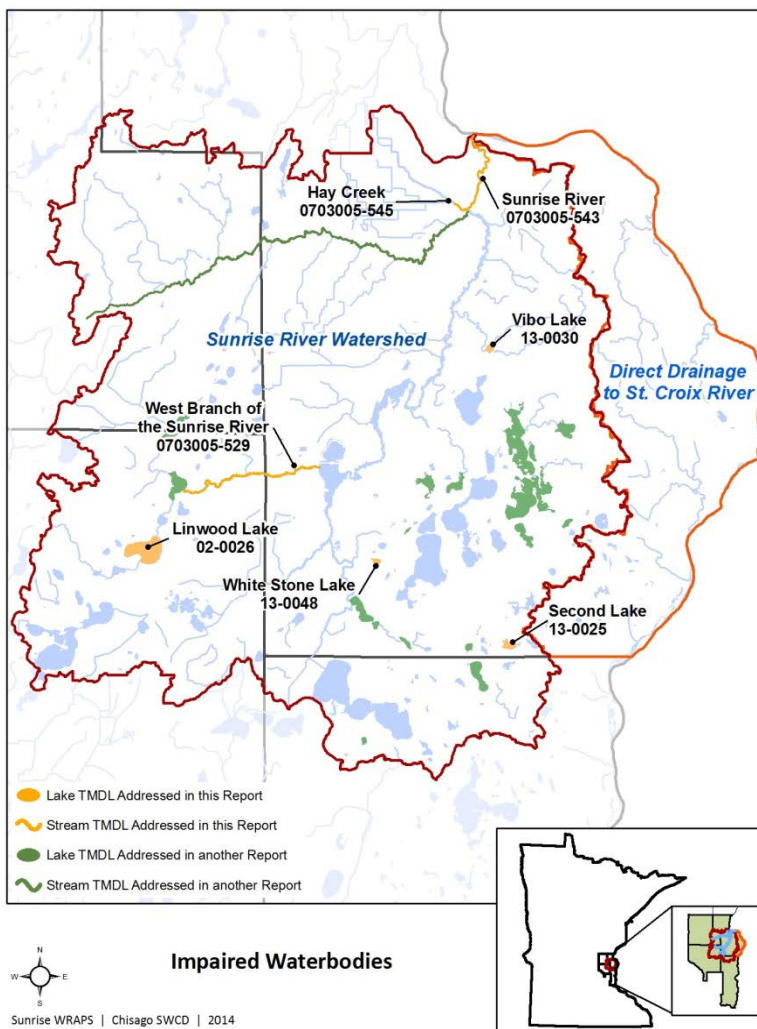 Hay Creek
0703005-545
Sunrise River
0703005-543
Vibo Lake
13-0030
Sunrise River Watershed
Direct Drainage
to St. Croix River
West Branch of
the Sunrise River
0703005-529
Linwood Lake
02-0026
White Stone Lake
13-0048
Second Lake
13-0025
Lake TMDL Addressed in this Report
Stream TMDL Addressed in this Report
Lake TMDL Addressed in another Report
Stream TMDL Addressed in another Report
N
W E
S
Impaired Waterbodies
Sunrise WRAPS | Chisago SWCD | 2014